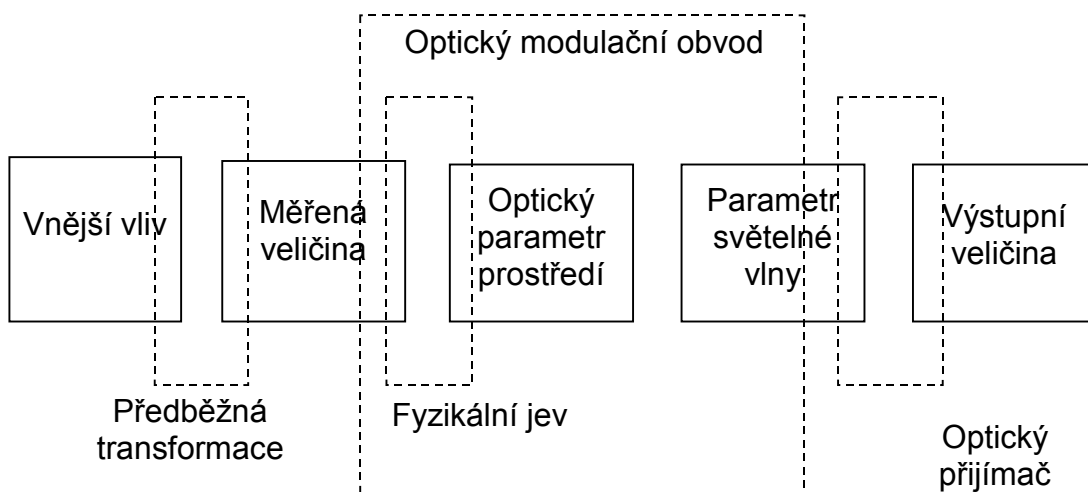 Optický modulační obvod
Vnější vliv
Měřená
veličina
Optický
parametr
prostředí
Parametr
světelné
vlny
Výstupní
veličina
Předběžná
transformace
Fyzikální jev
Optický
přijímač